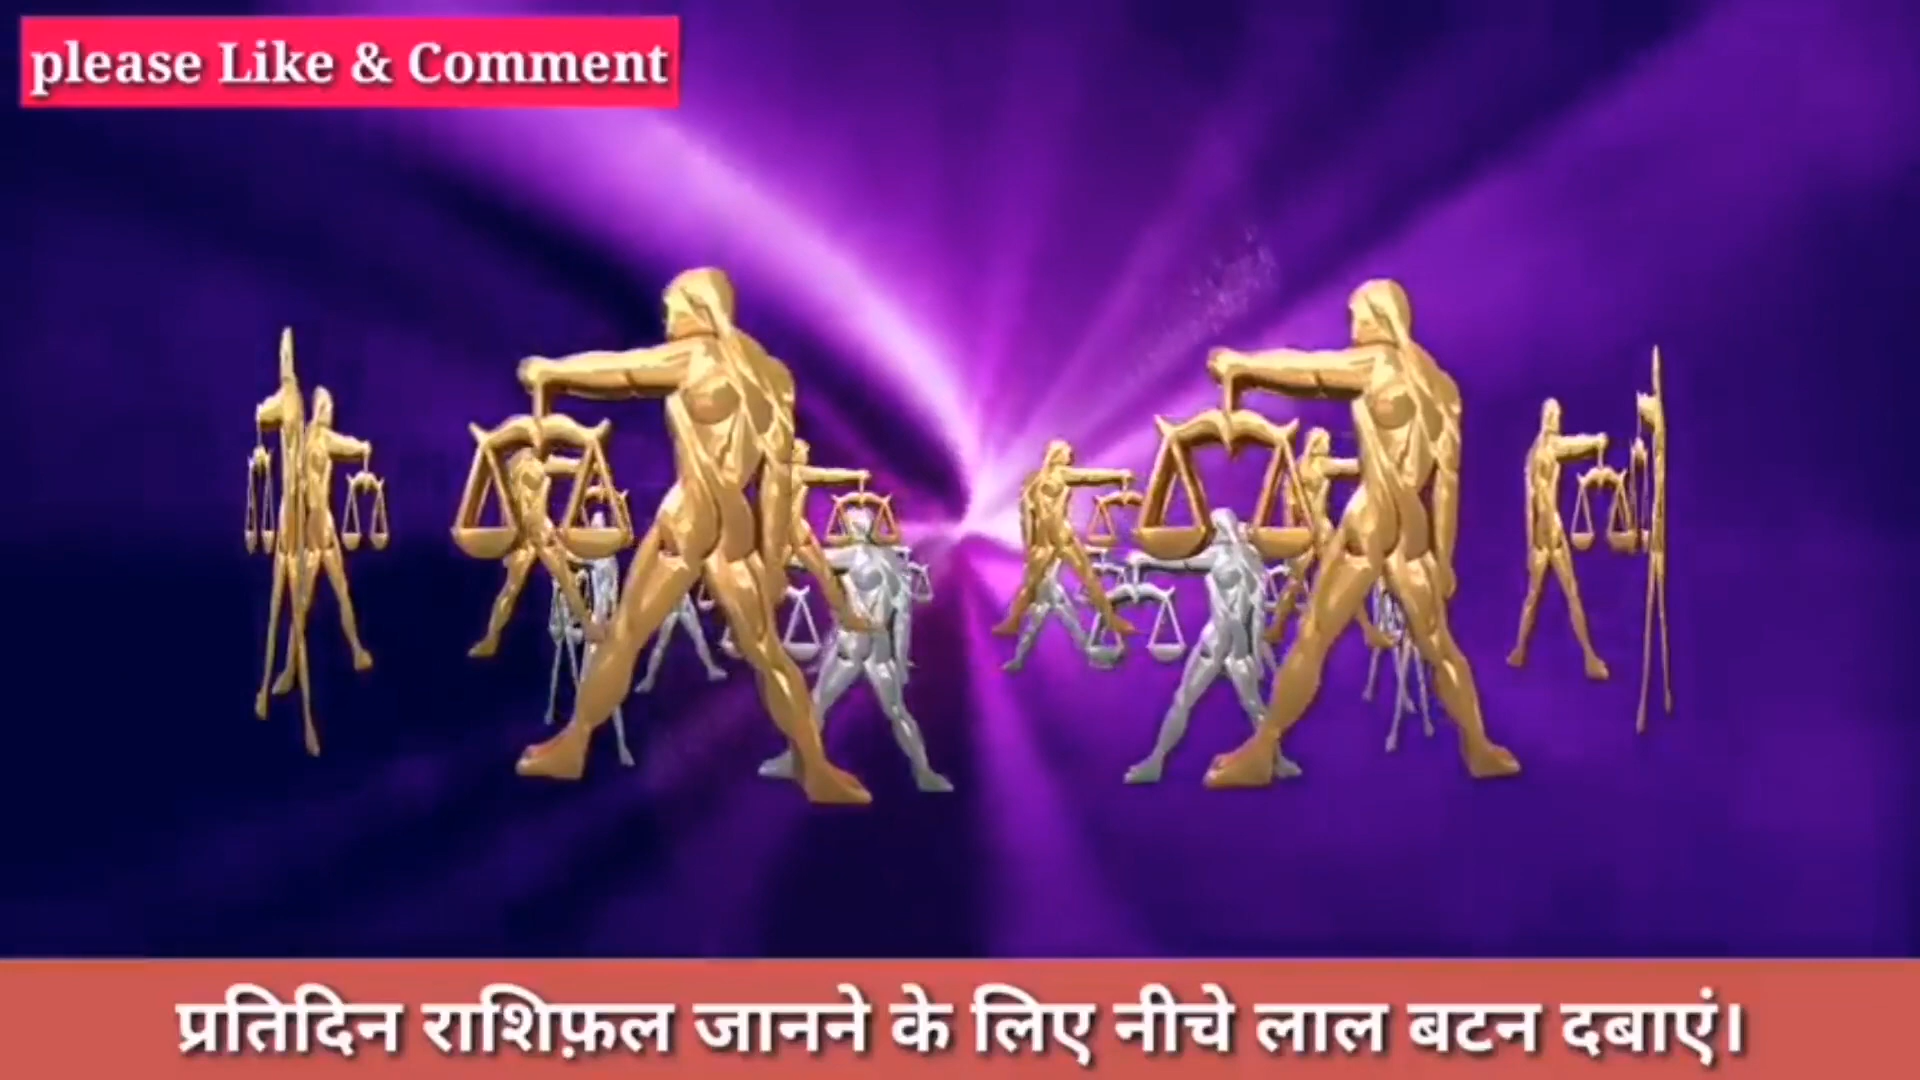 please Like & Comment
प्रतिदिन राशिफ़ल जानने के लिए नीचे लाल बटन दबाएं।